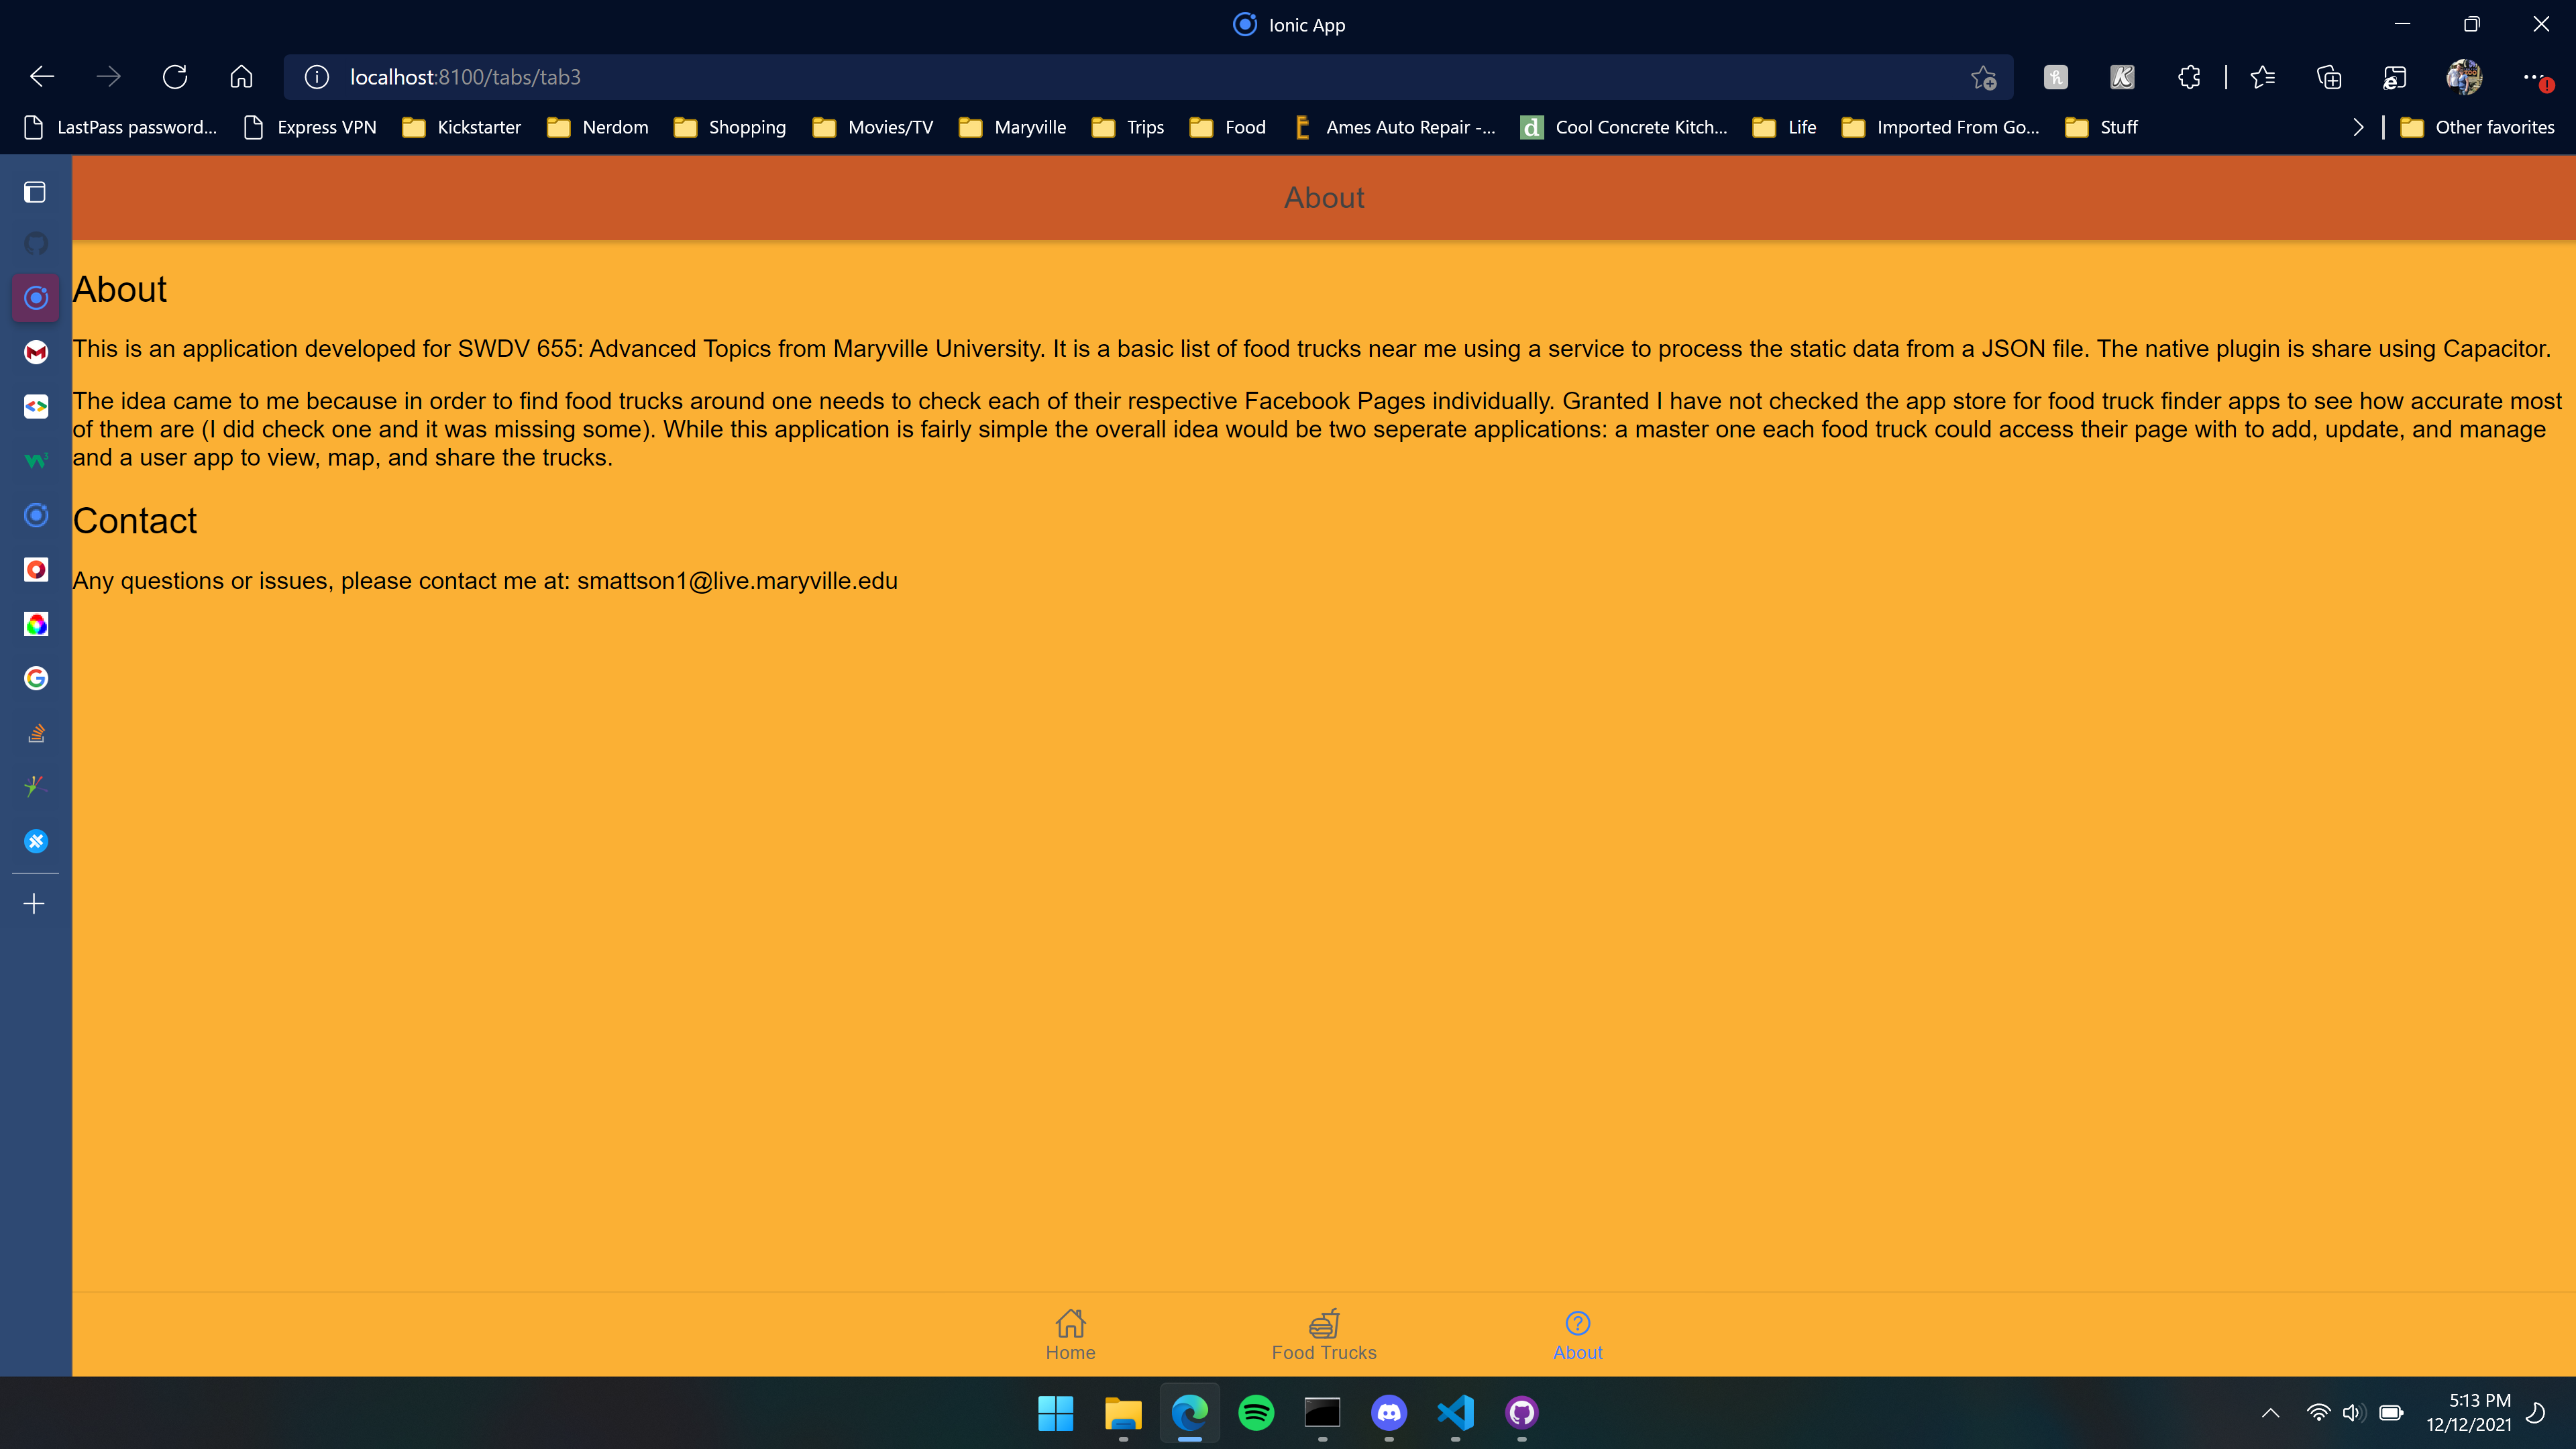 Ionic App
localhost:8100/tabs/tab3
LastPass password...
Express VPN
Kickstarter
Nerdom
Shopping
Movies/TV
Maryville
Trips
Food
Ames Auto Repair -...
Cool Concrete Kitch...
Life
Imported From Go...
Stuff
Other favorites
About
About
This is an application developed for SWDV 655: Advanced Topics from Maryville University. It is a basic list of food trucks near me using a service to process the static data from a JSON file. The native plugin is share using Capacitor.
The idea came to me because in order to find food trucks around one needs to check each of their respective Facebook Pages individually. Granted I have not checked the app store for food truck finder apps to see how accurate most
of them are (I did check one and it was missing some). While this application is fairly simple the overall idea would be two seperate applications: a master one each food truck could access their page with to add, update, and manage
and a user app to view, map, and share the trucks.
Contact
Any questions or issues, please contact me at: smattson1@live.maryville.edu
Home
Food Trucks
About
5:13 PM
12/12/2021